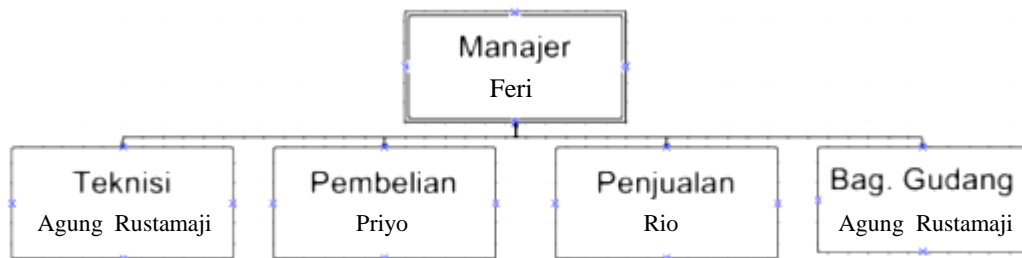 Manajer
Feri
Teknisi
Agung Rustamaji
Pembelian
Priyo
Penjualan
Rio
Bag. Gudang
Agung Rustamaji